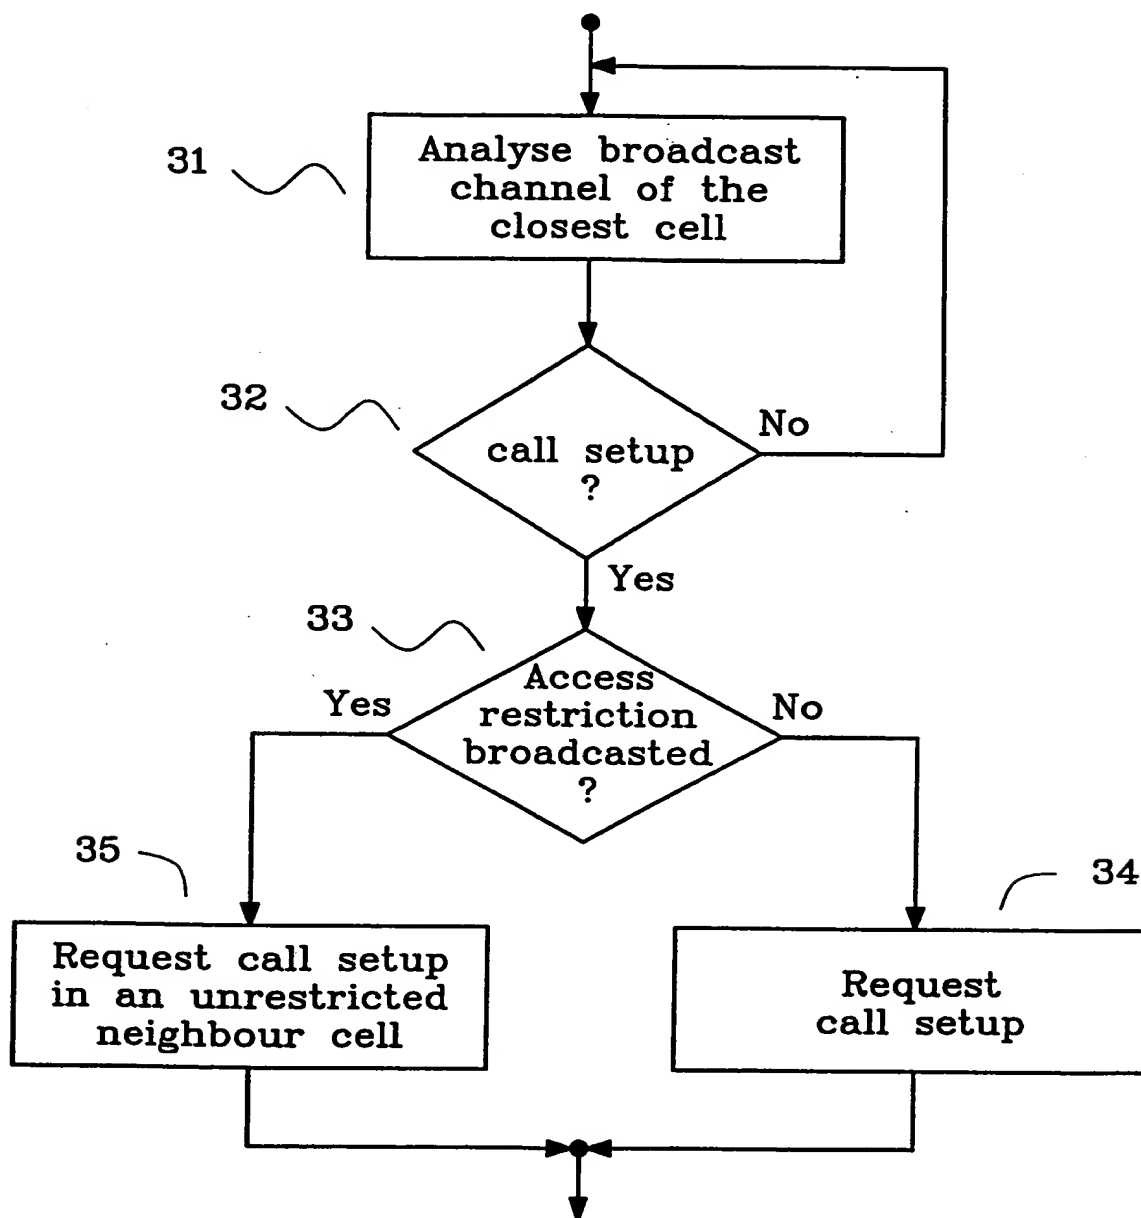 31
Analyse broadcast
channel of the
closest cell
32
call setup
?
No
Yes
33
Access
restriction
broadcasted
?
Yes
No
35
34
Request call setup
in an unrestricted
neighbour cell
Request
call setup